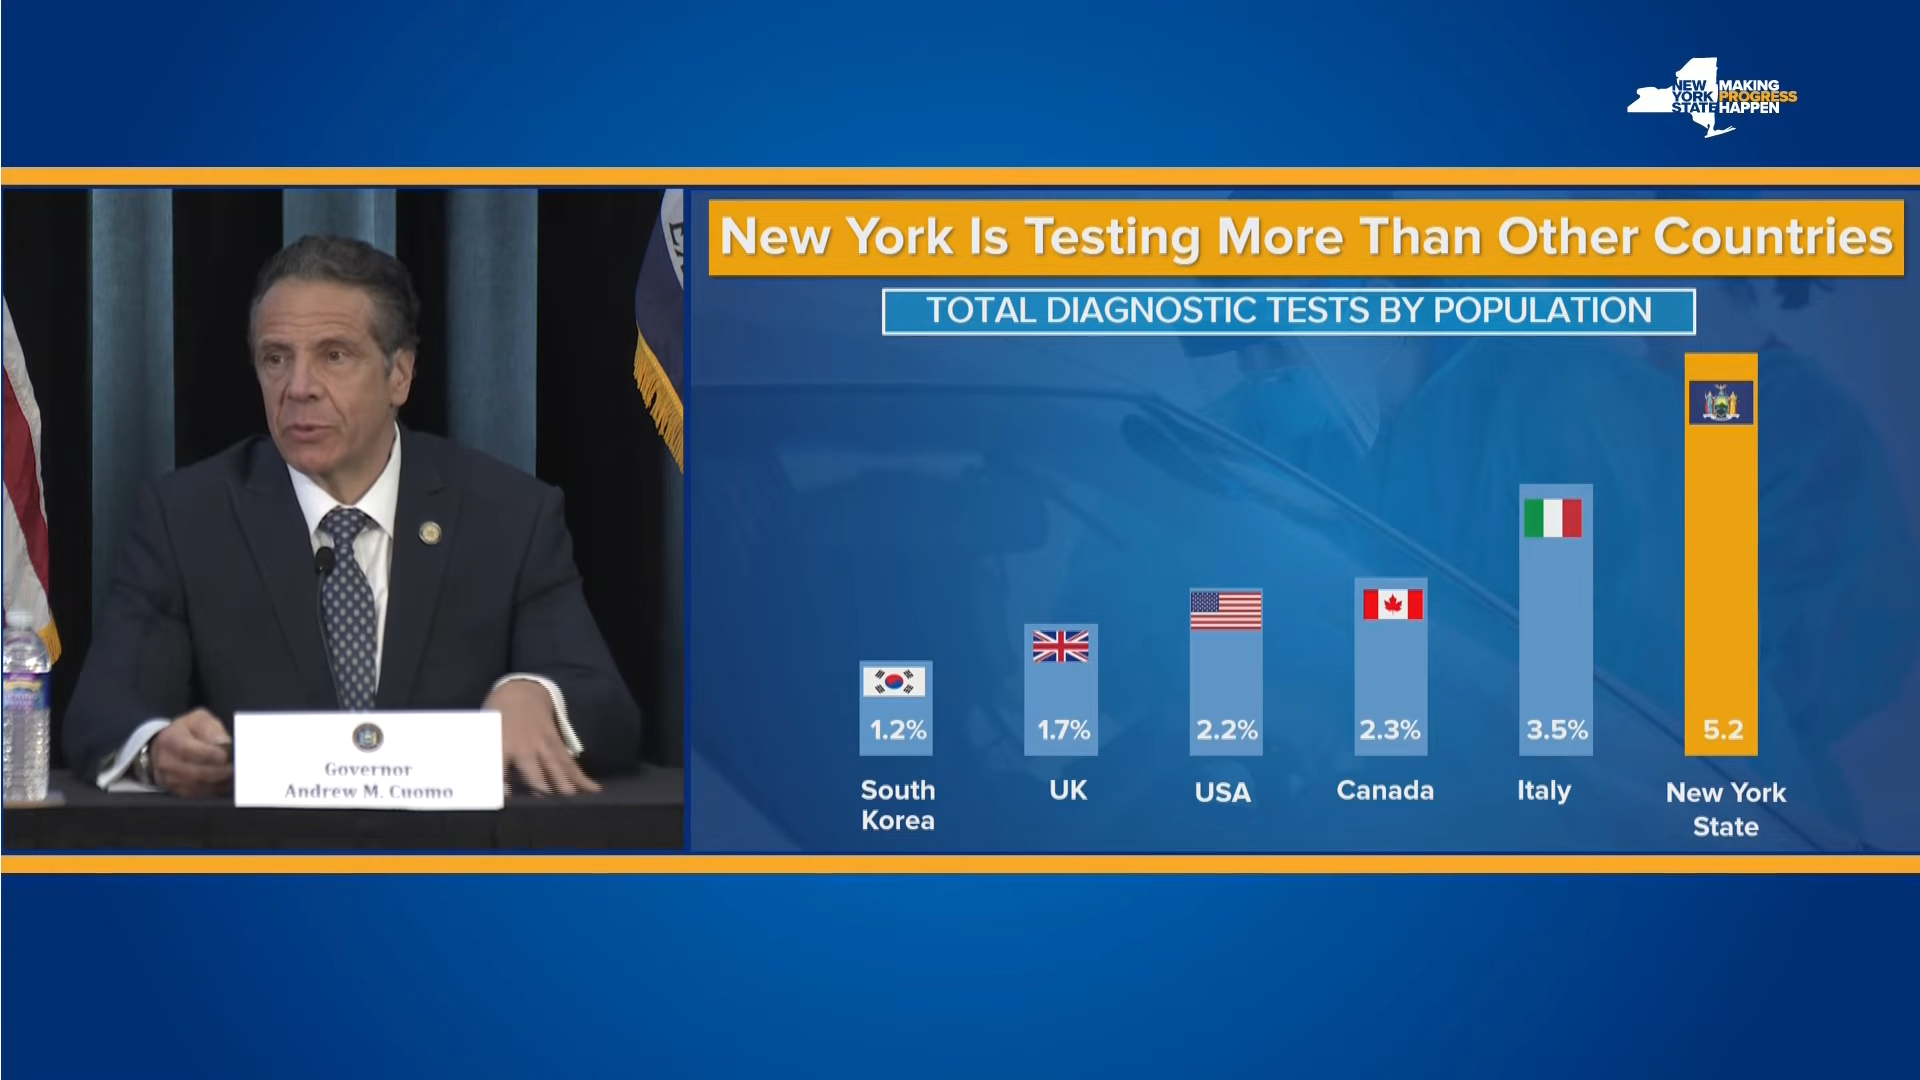 NEW
YORK
STATE
MAKING
PROGRESS
HAPPEN
New York Is Testing More Than Other Countries
TOTAL DIAGNOSTIC TESTS BY POPULATION
1.2%
1.7%
2.2%
2.3%
3.5%
5.2
South
Korea
UK
USA
Canada
Italy
New York
State
Governor
Andrew M. Cuomo